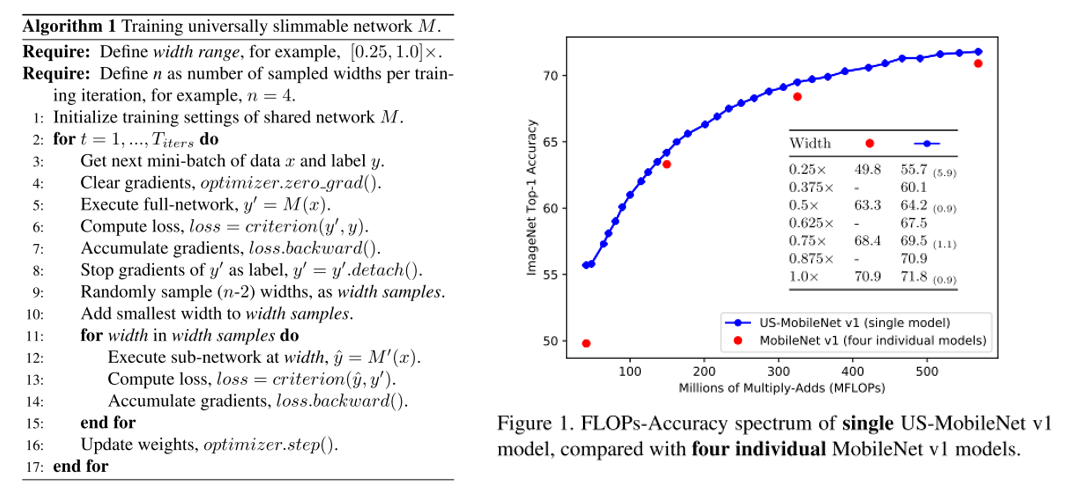 Algorithm 1 Training universally slimmable network M.
Require: Define width range, for example, [0.25, 1.0]×.
Require: Define n as number of sampled widths per train-
ing iteration, for example, n = 4.
1: Initialize training settings of shared network M.
2: for t = 1, ..., T_iters do
3: Get next mini-batch of data x and label y.
4: Clear gradients, optimizer.zero_grad().
5: Execute full-network, y′ = M(x).
6: Compute loss, loss = criterion(y′, y).
7: Accumulate gradients, loss.backward().
8: Stop gradients of y′ as label, y′ = y′.detach().
9: Randomly sample (n-2) widths, as width samples.
10: Add smallest width to width samples.
11: for width in width samples do
12: Execute sub-network at width, ŷ = M′(x).
13: Compute loss, loss = criterion(ŷ, y′).
14: Accumulate gradients, loss.backward().
15: end for
16: Update weights, optimizer.step().
17: end for
ImageNet Top-1 Accuracy
70
65
60
55
50
Width
0.25× 49.8 55.7 (5.9)
0.375× - 60.1
0.5× 63.3 64.2 (0.9)
0.625× - 67.5
0.75× 68.4 69.5 (1.1)
0.875× - 70.9
1.0× 70.9 71.8 (0.9)
US-MobileNet v1 (single model)
MobileNet v1 (four individual models)
100 200 300 400 500
Millions of Multiply-Adds (MFLOPs)
Figure 1. FLOPs-Accuracy spectrum of single US-MobileNet v1
model, compared with four individual MobileNet v1 models.